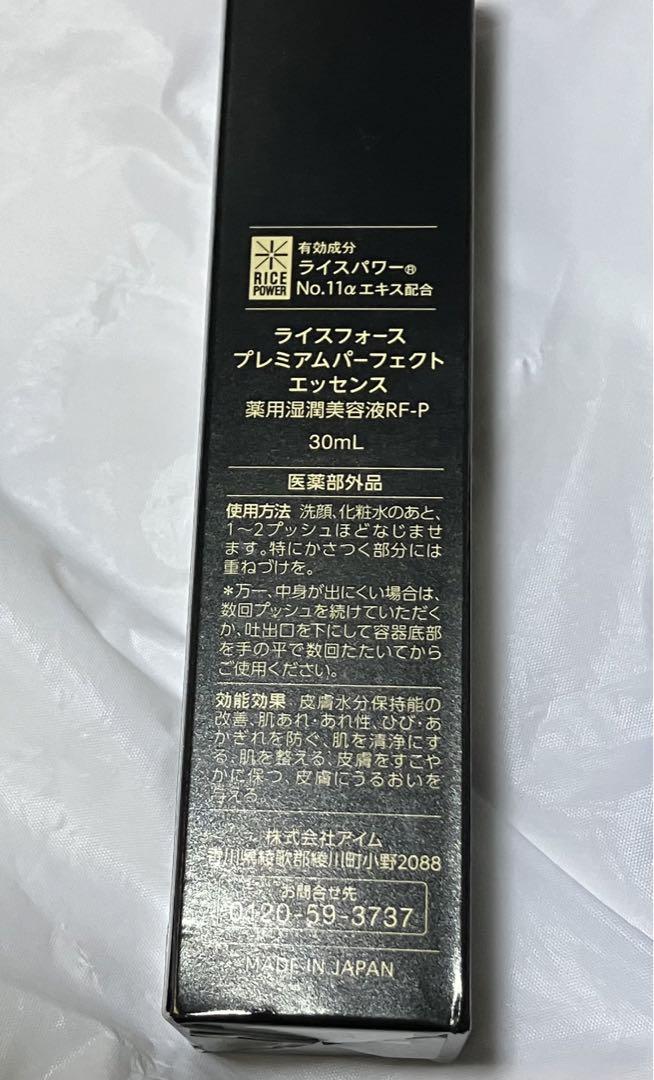 RICE
POWER
有効成分
ライスパワー®
No.11αエキス配合
ライスフォース
プレミアムパーフェクト
エッセンス
薬用湿潤美容液RF-P
30mL
医薬部外品
使用方法 洗顔、化粧水のあと、
1〜2プッシュほどなじませ
ます。特にかさつく部分には
重ねづけを。
*万一、中身が出にくい場合は、
数回プッシュを続けていただく
か、吐出口を下にして容器底部
を手の平で数回たたいてから
ご使用ください。
効能効果 皮膚水分保持能の
改善、肌あれ・あれ性、ひび・あ
かぎれを防ぐ、肌を清浄にす
る、肌を整える、皮膚をすこや
かに保つ、皮膚にうるおいを
与える
株式会社アイム
香川県綾歌郡綾川町小野2088
お問合せ先
0120-59-3737
MADE IN JAPAN